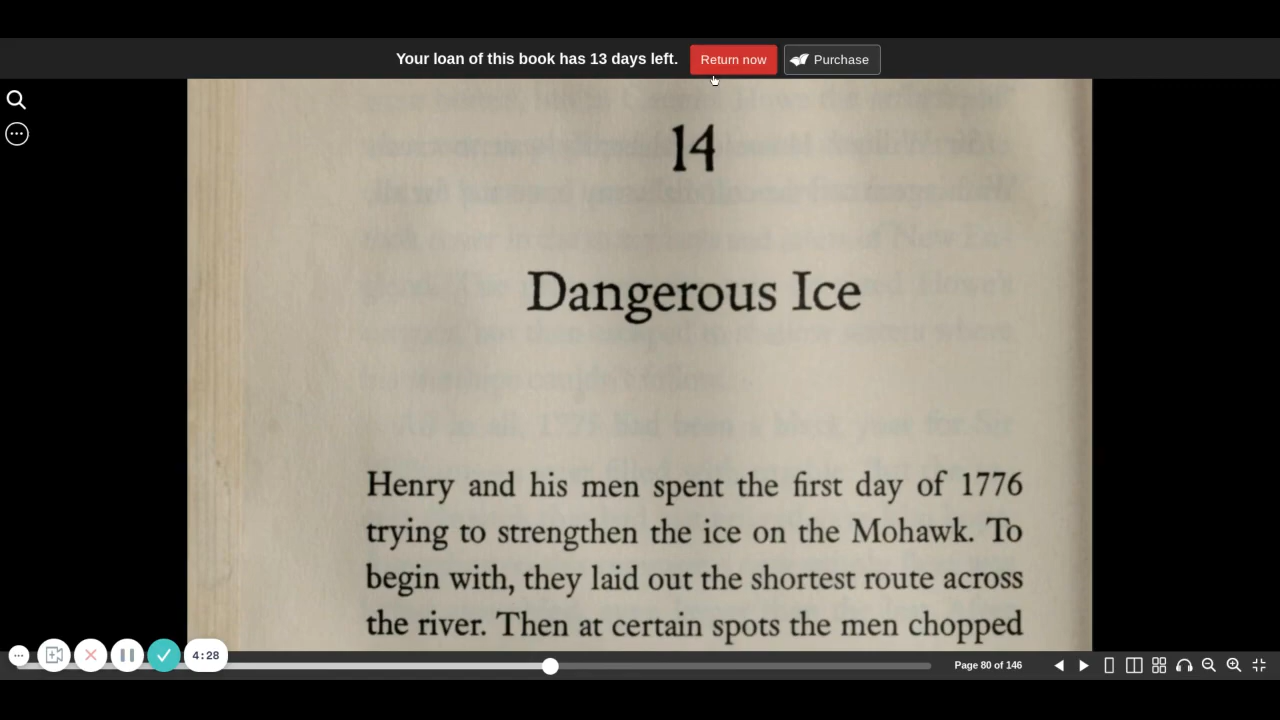 Your loan of this book has 13 days left. Return now Purchase
14
Dangerous Ice
Henry and his men spent the first day of 1776
trying to strengthen the ice on the Mohawk. To
begin with, they laid out the shortest route across
the river. Then at certain spots the men chopped
4:28
Page 80 of 146